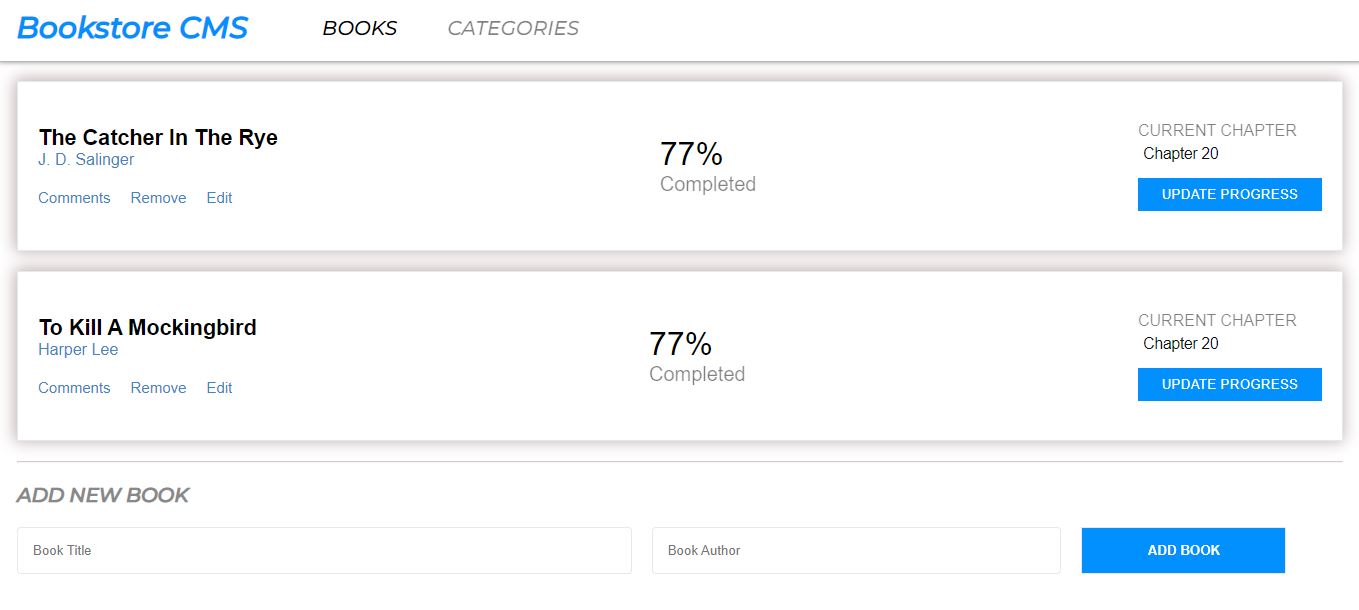 Bookstore CMS BOOKS CATEGORIES
The Catcher In The Rye
J. D. Salinger
Comments Remove Edit
77%
Completed
CURRENT CHAPTER
Chapter 20
UPDATE PROGRESS
To Kill A Mockingbird
Harper Lee
Comments Remove Edit
77%
Completed
CURRENT CHAPTER
Chapter 20
UPDATE PROGRESS
ADD NEW BOOK
Book Title Book Author ADD BOOK